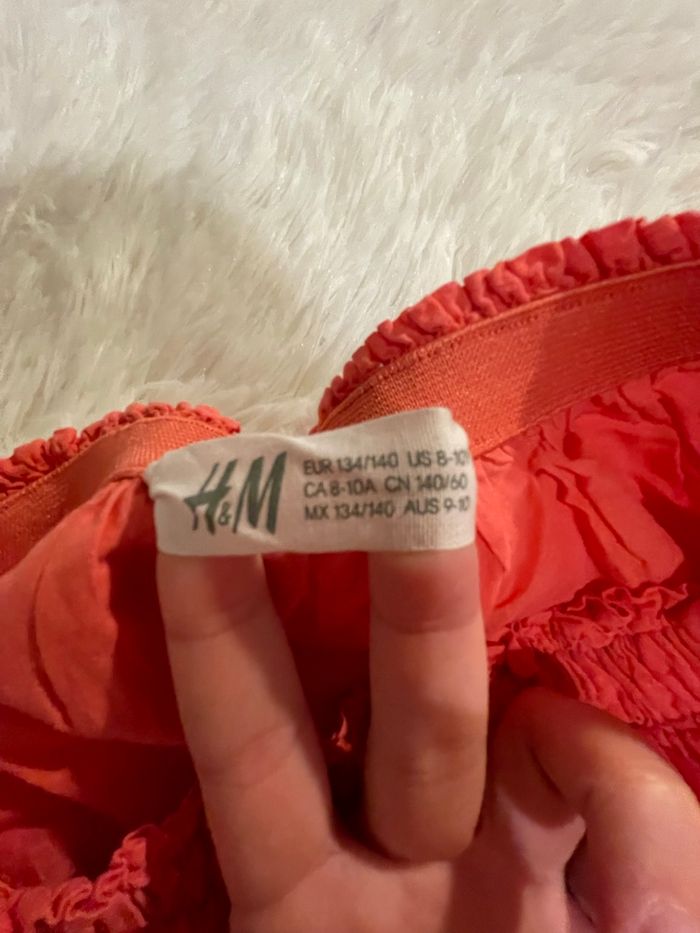 H&M
EUR 134/140 US 8-10Y
CA 8-10A CN 140/60
MX 134/140 AUS 9-10